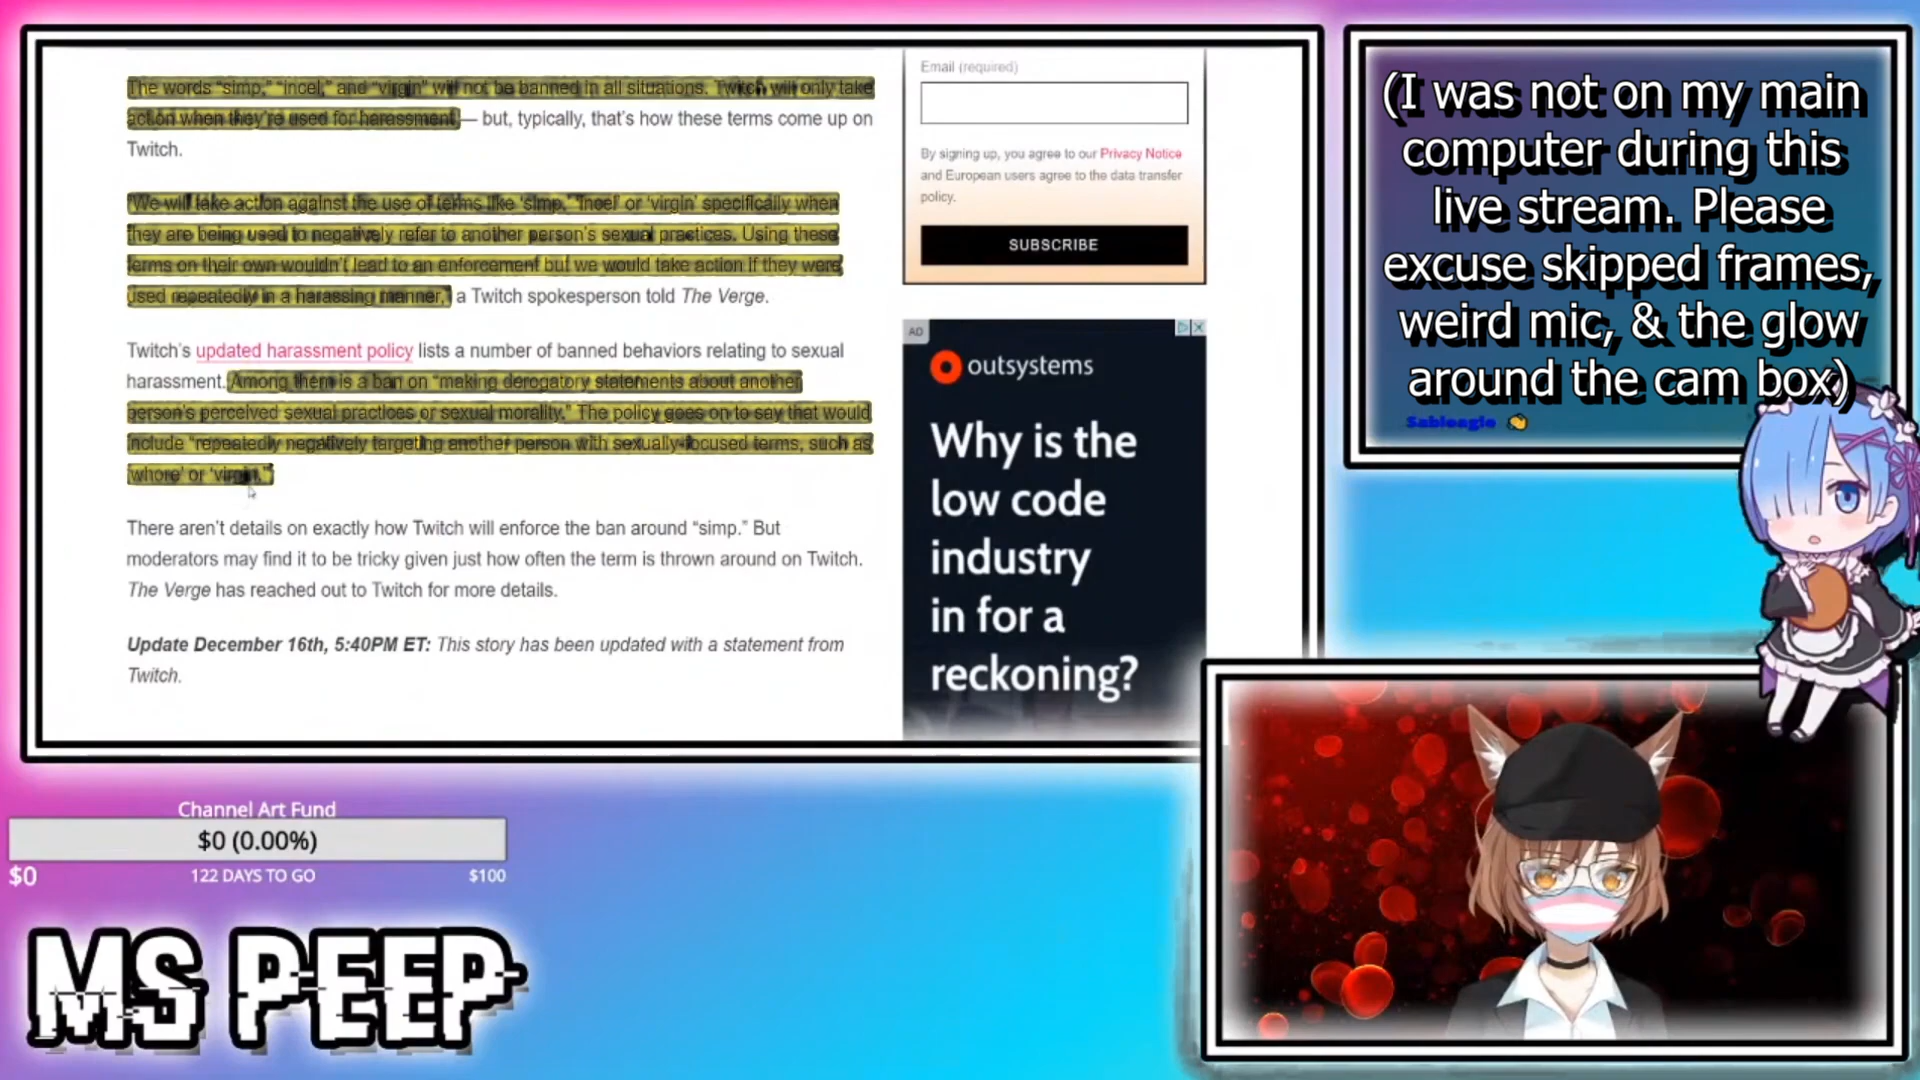 The words “simp,” “incel,” and “virgin” will not be banned in all situations. Twitch will only take
action when they’re used for harassment — but, typically, that’s how these terms come up on
Twitch.
“We will take action against the use of terms like ‘simp,’ ‘incel’ or ‘virgin’ specifically when
they are being used to negatively refer to another person’s sexual practices. Using these
terms on their own wouldn’t lead to an enforcement but we would take action if they were
used repeatedly in a harassing manner,” a Twitch spokesperson told The Verge.
Twitch’s updated harassment policy lists a number of banned behaviors relating to sexual
harassment. Among them is a ban on “making derogatory statements about another
person’s perceived sexual practices or sexual morality.” The policy goes on to say that would
include “repeatedly negatively targeting another person with sexually-focused terms, such as
‘whore’ or ‘virgin.’”
There aren’t details on exactly how Twitch will enforce the ban around “simp.” But
moderators may find it to be tricky given just how often the term is thrown around on Twitch.
The Verge has reached out to Twitch for more details.
Update December 16th, 5:40PM ET: This story has been updated with a statement from
Twitch.
Email (required)
By signing up, you agree to our Privacy Notice
and European users agree to the data transfer
policy.
SUBSCRIBE
AD
outsystems
Why is the
low code
industry
in for a
reckoning?
(I was not on my main
computer during this
live stream. Please
excuse skipped frames,
weird mic, & the glow
around the cam box)
Sableagle
Channel Art Fund
$0 (0.00%)
$0 122 DAYS TO GO $100
MS PEEP